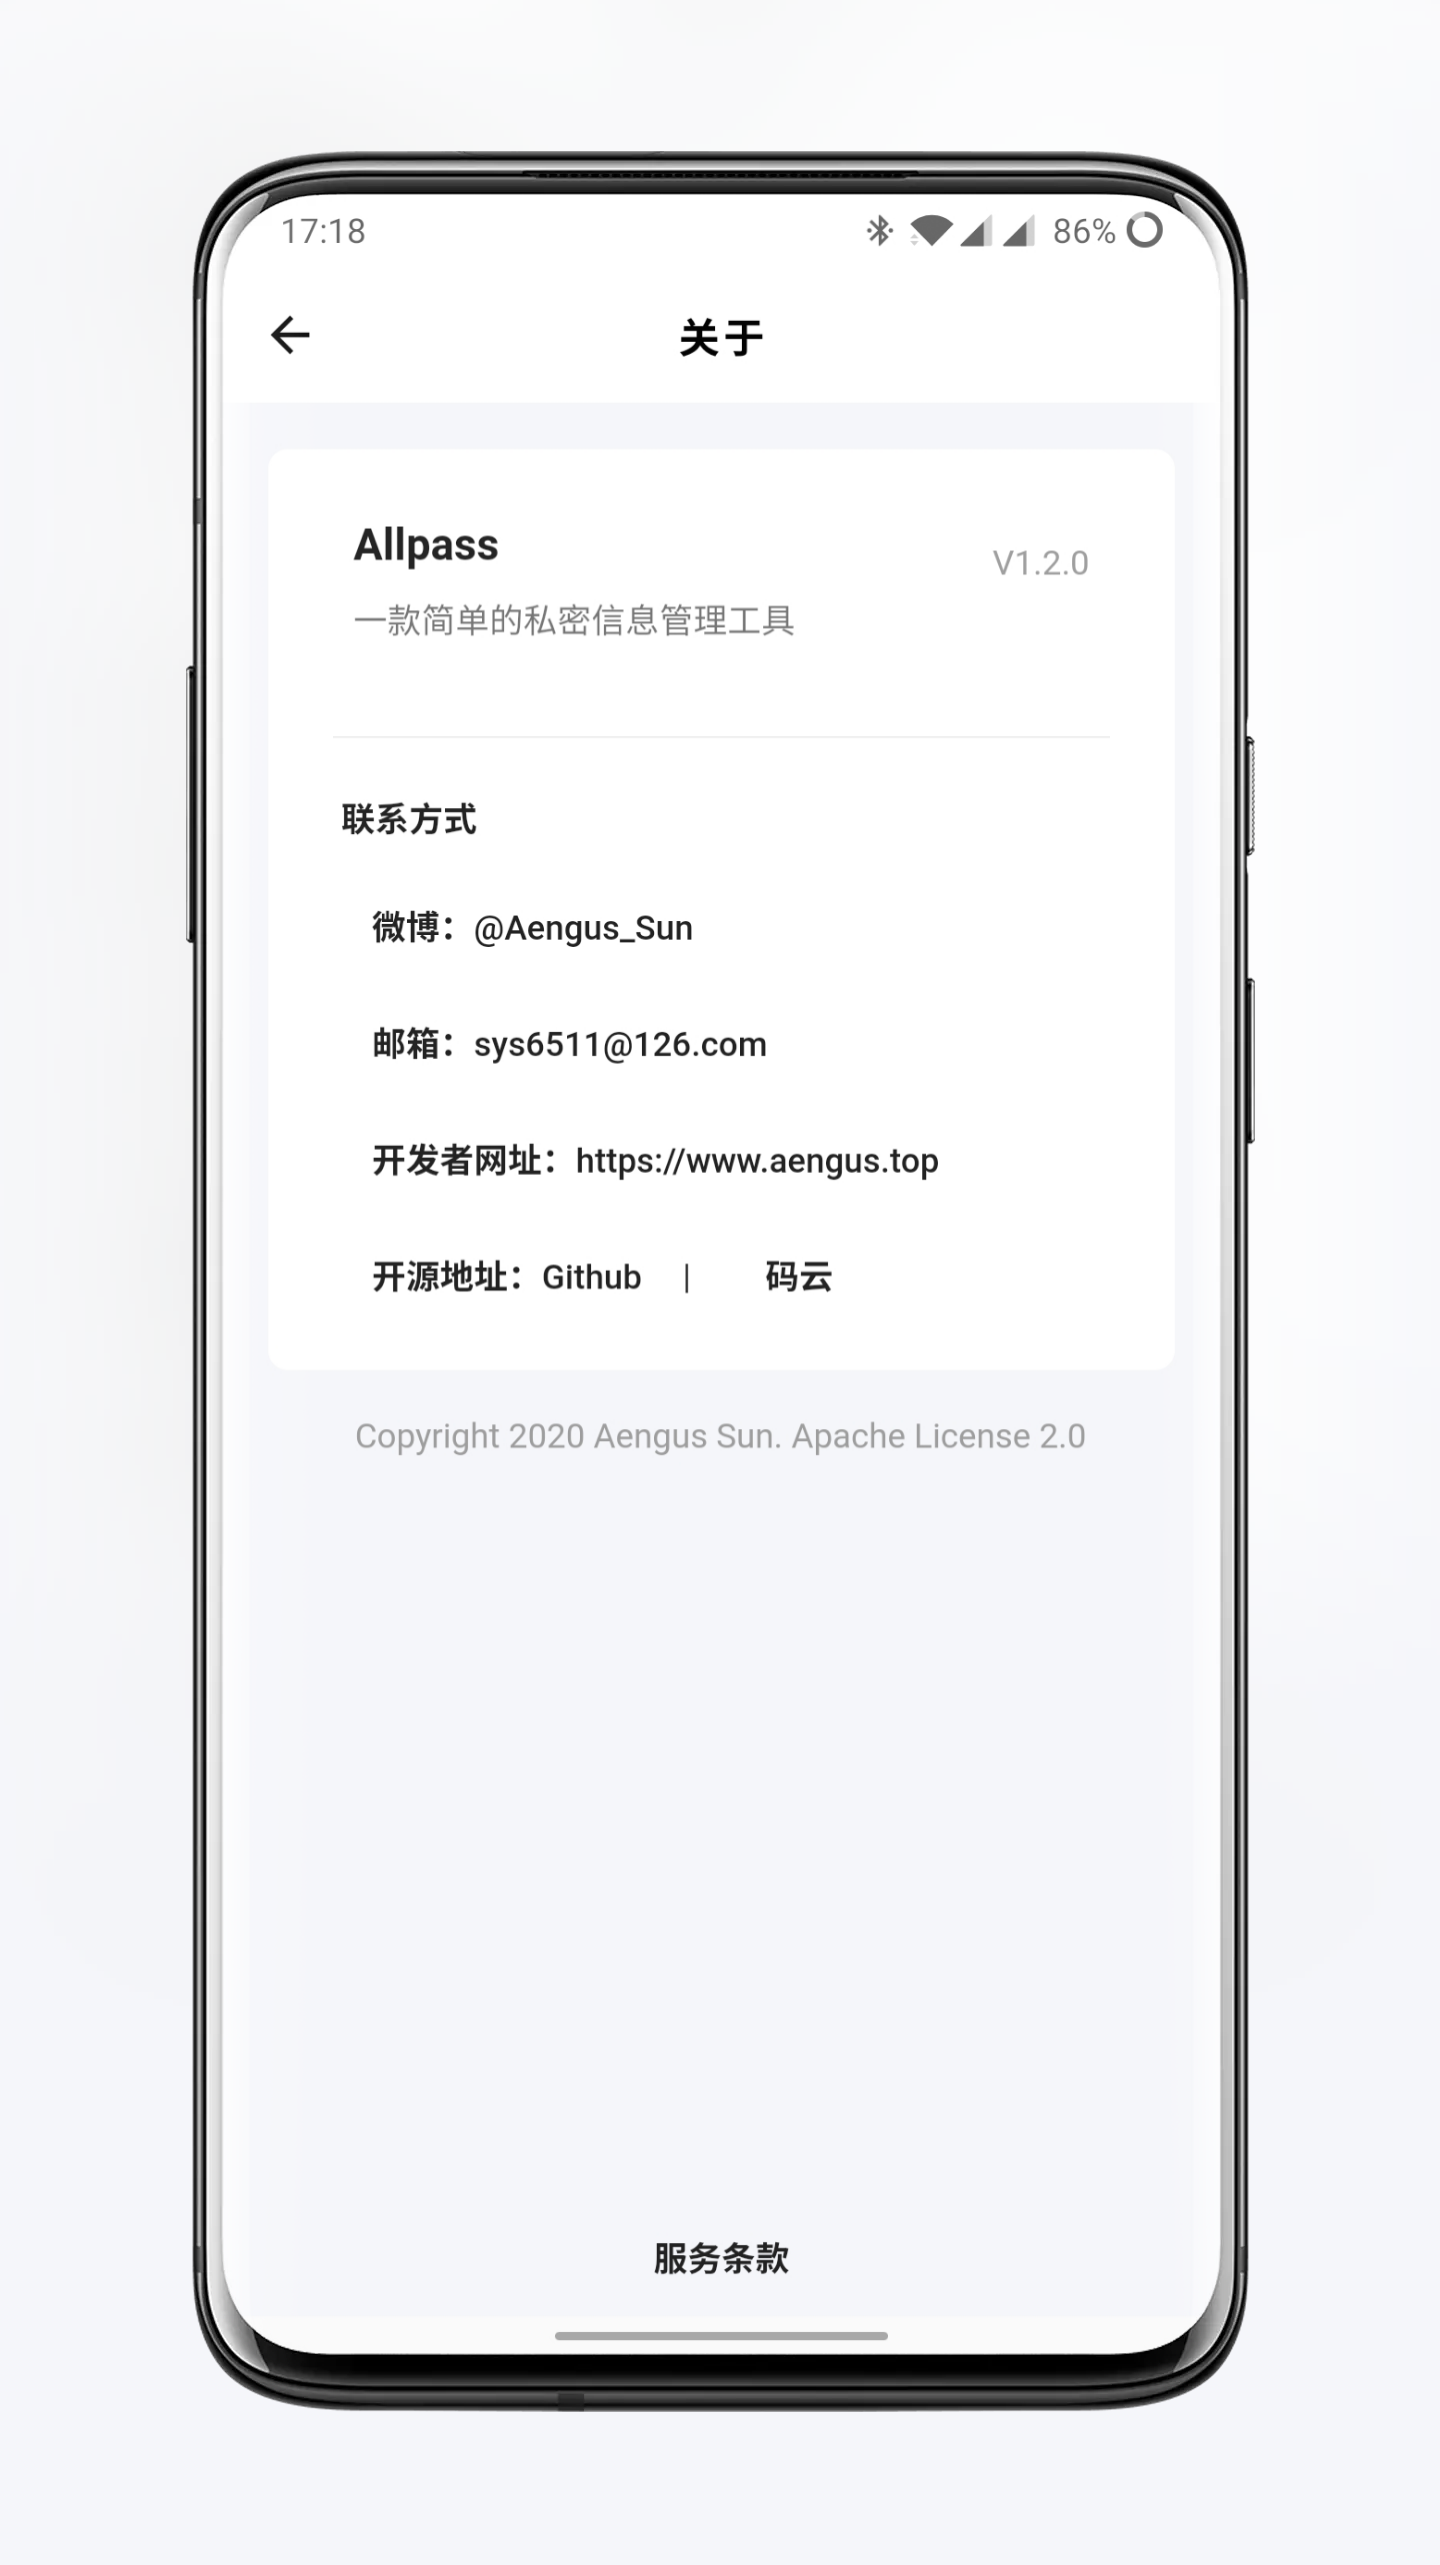 17:18
86%
关于
Allpass
V1.2.0
一款简单的私密信息管理工具
联系方式
微博：@Aengus_Sun
邮箱：sys6511@126.com
开发者网址：https://www.aengus.top
开源地址：Github | 码云
Copyright 2020 Aengus Sun. Apache License 2.0
服务条款